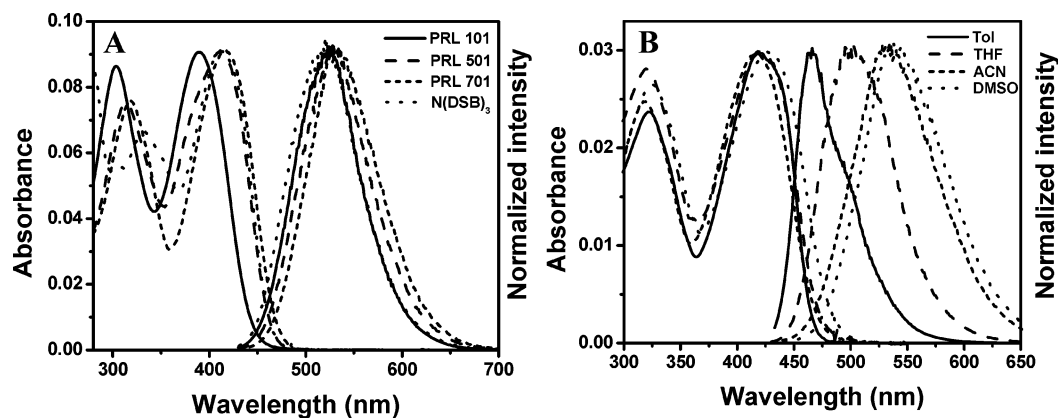 A
PRL 101
PRL 501
PRL 701
N(DSB)₃
0.10
0.08
0.06
0.04
0.02
0.00
Absorbance
Normalized intensity
300 400 500 600 700
Wavelength (nm)
B
Tol
THF
ACN
DMSO
0.03
0.02
0.01
0.00
Absorbance
Normalized intensity
300 350 400 450 500 550 600 650
Wavelength (nm)